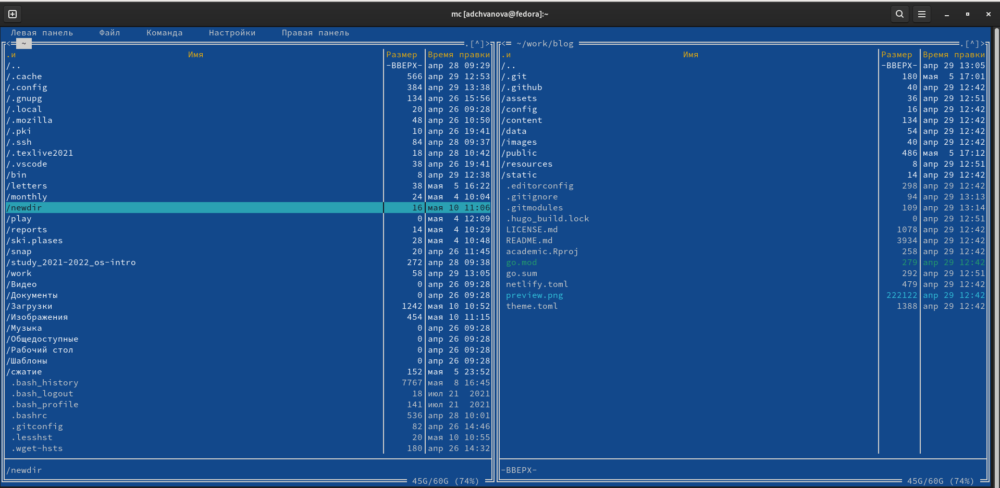 mc [adchvanova@fedora]:~
Левая панель Файл Команда Настройки Правая панель
<─ ~ .[^]>
.и Имя Размер Время правки
/.. -ВВЕРХ- апр 28 09:29
/.cache 566 апр 29 12:53
/.config 384 апр 29 13:38
/.gnupg 134 апр 26 15:56
/.local 20 апр 26 09:28
/.mozilla 48 апр 26 10:50
/.pki 10 апр 26 19:41
/.ssh 84 апр 28 09:37
/.texlive2021 18 апр 28 10:42
/.vscode 38 апр 26 19:41
/bin 8 апр 29 12:38
/letters 38 мая 5 16:22
/monthly 24 мая 4 10:04
/newdir 16 мая 10 11:06
/play 0 мая 4 12:09
/reports 14 мая 4 10:29
/ski.plases 28 мая 4 10:48
/snap 20 апр 26 11:45
/study_2021-2022_os-intro 272 апр 28 09:38
/work 58 апр 29 13:05
/Видео 0 апр 26 09:28
/Документы 0 апр 26 09:28
/Загрузки 1242 мая 10 10:52
/Изображения 454 мая 10 11:15
/Музыка 0 апр 26 09:28
/Общедоступные 0 апр 26 09:28
/Рабочий стол 0 апр 26 09:28
/Шаблоны 0 апр 26 09:28
/сжатие 152 мая 5 23:52
.bash_history 7767 мая 8 16:45
.bash_logout 18 июл 21 2021
.bash_profile 141 июл 21 2021
.bashrc 536 апр 28 10:01
.gitconfig 82 апр 26 14:46
.lesshst 20 мая 10 10:55
.wget-hsts 180 апр 26 14:32
/newdir
45G/60G (74%)
<─ ~/work/blog .[^]>
.и Имя Размер Время правки
/.. -ВВЕРХ- апр 29 13:05
/.git 180 мая 5 17:01
/.github 40 апр 29 12:42
/assets 36 апр 29 12:51
/config 16 апр 29 12:42
/content 134 апр 29 12:42
/data 54 апр 29 12:42
/images 40 апр 29 12:42
/public 486 мая 5 17:12
/resources 8 апр 29 12:51
/static 14 апр 29 12:42
.editorconfig 298 апр 29 12:42
.gitignore 94 апр 29 13:13
.gitmodules 109 апр 29 13:14
.hugo_build.lock 0 апр 29 12:51
LICENSE.md 1078 апр 29 12:42
README.md 3934 апр 29 12:42
academic.Rproj 258 апр 29 12:42
go.mod 279 апр 29 12:42
go.sum 292 апр 29 12:51
netlify.toml 479 апр 29 12:42
preview.png 222122 апр 29 12:42
theme.toml 1388 апр 29 12:42
-ВВЕРХ-
45G/60G (74%)